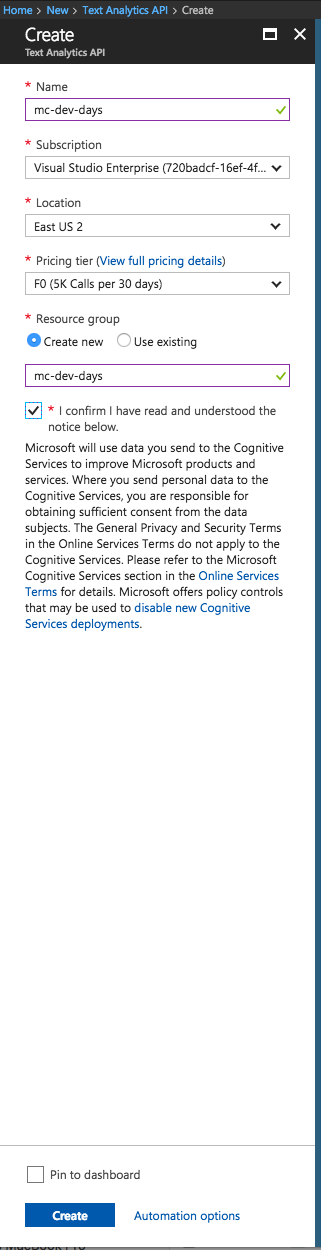 Home > New > Text Analytics API > Create
Create
Text Analytics API
* Name
mc-dev-days
* Subscription
Visual Studio Enterprise (720badcf-16ef-4f...
* Location
East US 2
* Pricing tier (View full pricing details)
F0 (5K Calls per 30 days)
* Resource group
Create new Use existing
mc-dev-days
* I confirm I have read and understood the
notice below.
Microsoft will use data you send to the Cognitive
Services to improve Microsoft products and
services. Where you send personal data to the
Cognitive Services, you are responsible for
obtaining sufficient consent from the data
subjects. The General Privacy and Security Terms
in the Online Services Terms do not apply to the
Cognitive Services. Please refer to the Microsoft
Cognitive Services section in the Online Services
Terms for details. Microsoft offers policy controls
that may be used to disable new Cognitive
Services deployments.
Pin to dashboard
Create Automation options
MacBook Pro